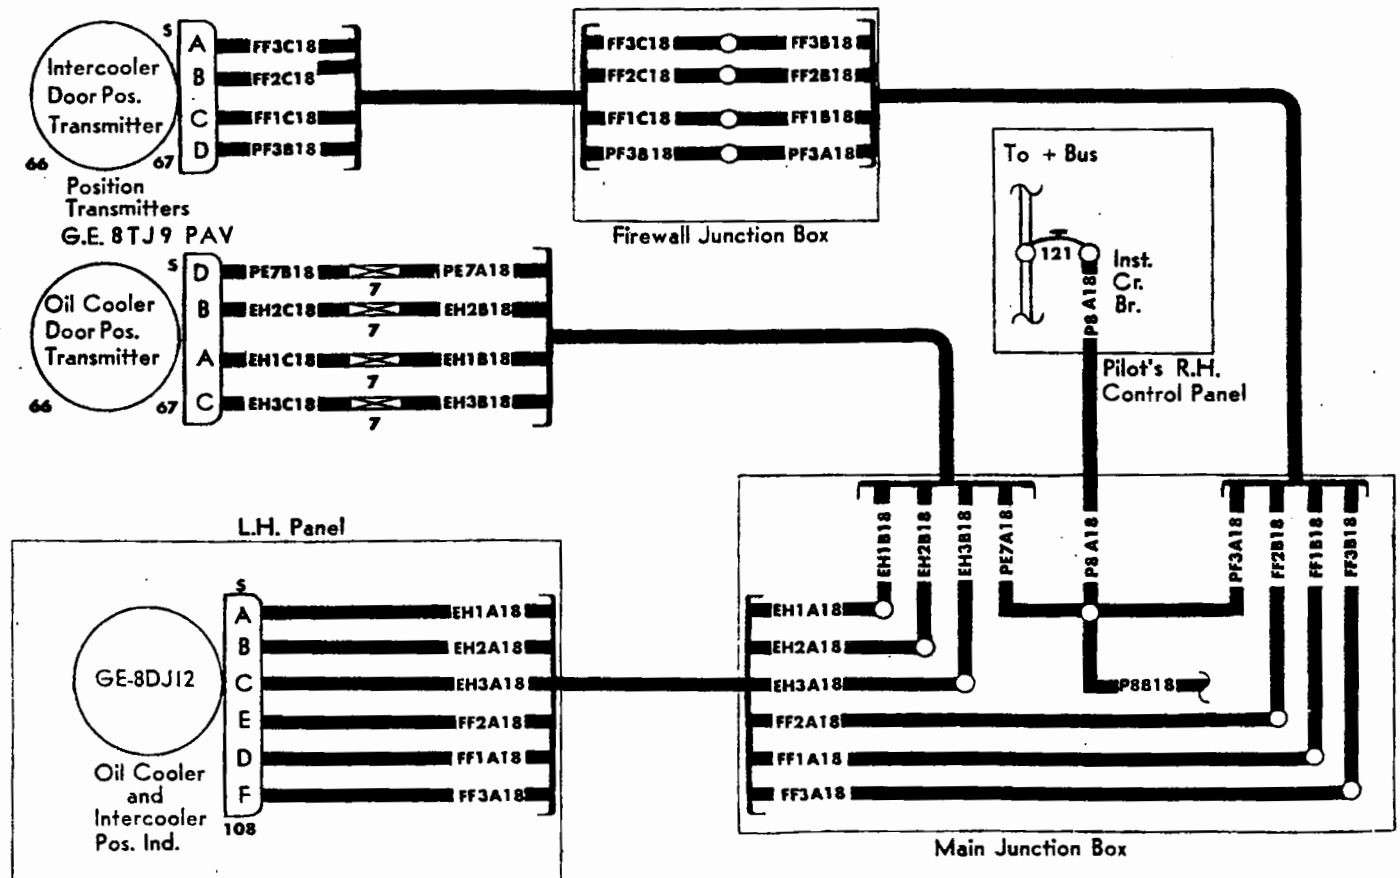 S
A FF3C18
B FF2C18
C FF1C18
D PF3B18
Intercooler
Door Pos.
Transmitter
66
67
Position
Transmitters
G.E. 8TJ9 PAV
FF3C18 FF3B18
FF2C18 FF2B18
FF1C18 FF1B18
PF3B18 PF3A18
Firewall Junction Box
To + Bus
121
Inst.
Cr.
Br.
P8 A18
Pilot's R.H.
Control Panel
S
D PE7B18 7 PE7A18
B EH2C18 7 EH2B18
A EH1C18 7 EH1B18
C EH3C18 7 EH3B18
Oil Cooler
Door Pos.
Transmitter
66
67
L.H. Panel
S
A EH1A18
B EH2A18
C EH3A18
E FF2A18
D FF1A18
F FF3A18
GE-8DJ12
Oil Cooler
and
Intercooler
Pos. Ind.
108
EH1B18
EH2B18
EH3B18
PE7A18
P8 A18
PF3A18
FF2B18
FF1B18
FF3B18
EH1A18
EH2A18
EH3A18
P8B18
FF2A18
FF1A18
FF3A18
Main Junction Box